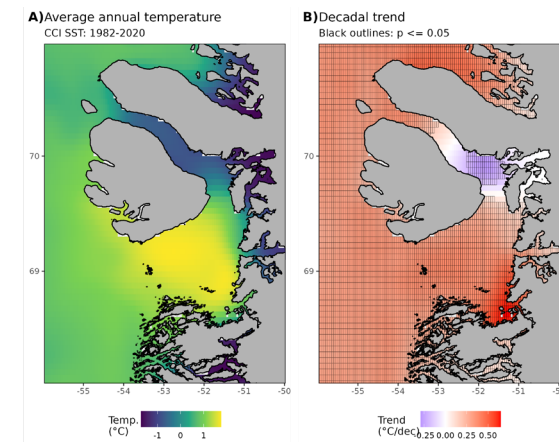 A) Average annual temperature
CCI SST: 1982-2020
B) Decadal trend
Black outlines: p <= 0.05
70
69
-55 -54 -53 -52 -51 -50
70
69
-55 -54 -53 -52 -51 -5
Temp.
(°C)
-1 0 1
Trend
(°C/dec)
0.25 0.00 0.25 0.50